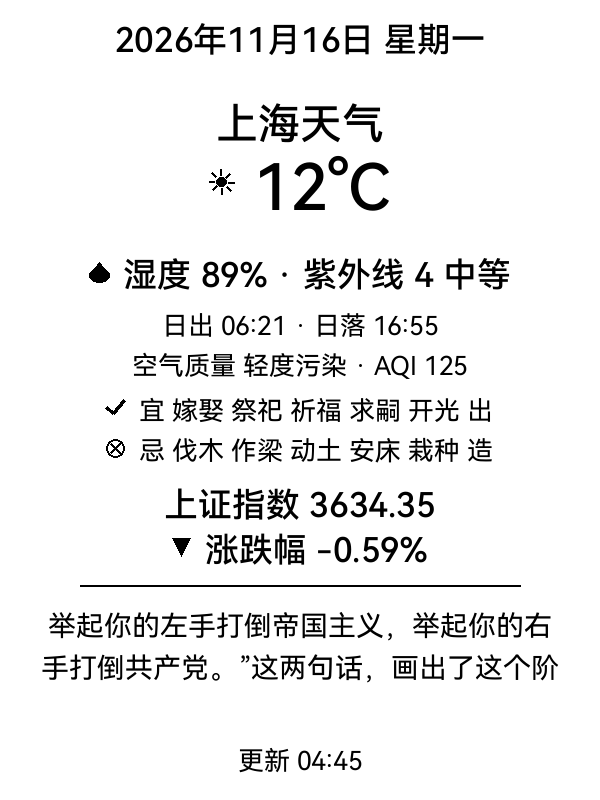 2026年11月16日 星期一
上海天气
12°C
湿度 89% · 紫外线 4 中等
日出 06:21 · 日落 16:55
空气质量 轻度污染 · AQI 125
宜 嫁娶 祭祀 祈福 求嗣 开光 出
忌 伐木 作梁 动土 安床 栽种 造
上证指数 3634.35
▼ 涨跌幅 -0.59%
举起你的左手打倒帝国主义，举起你的右
手打倒共产党。”这两句话，画出了这个阶
更新 04:45